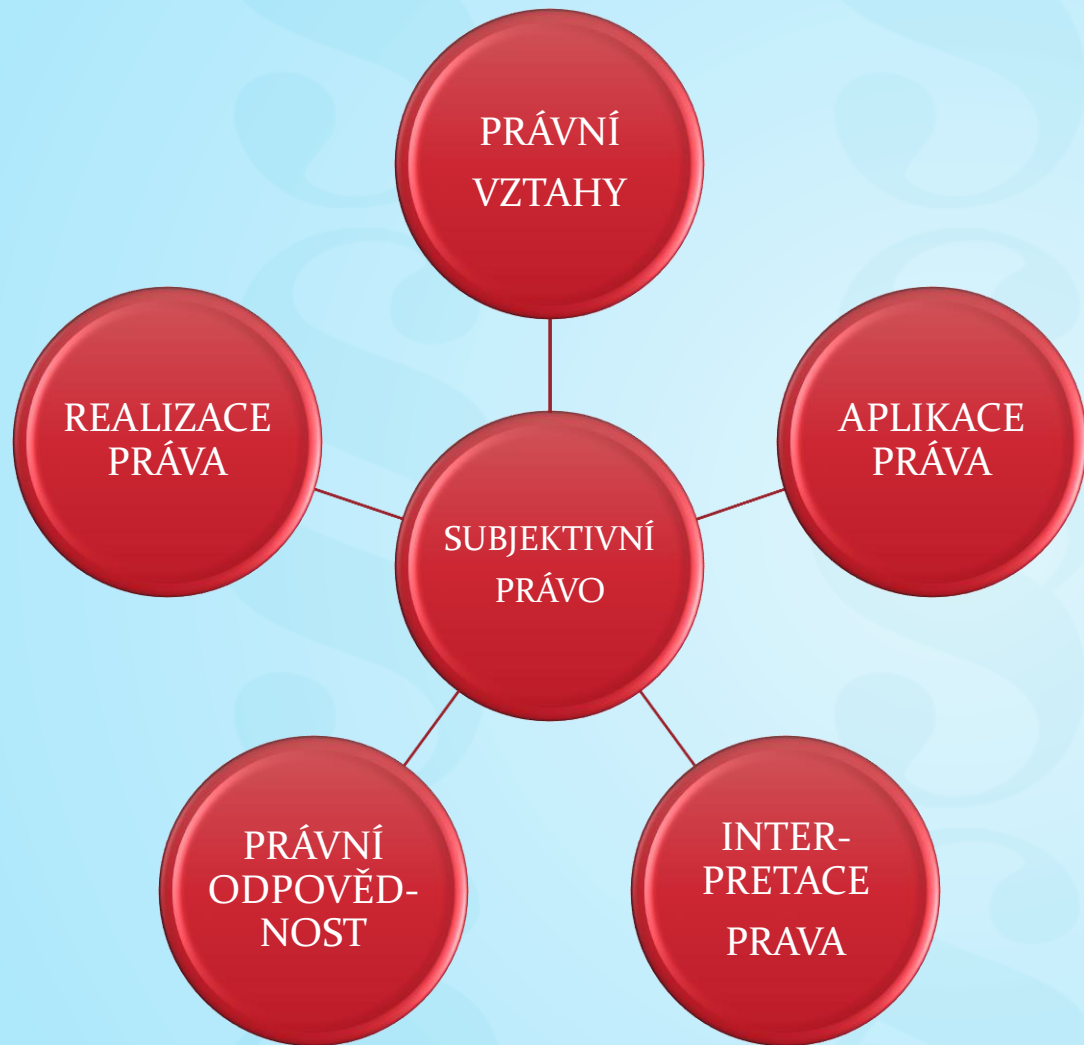 PRÁVNÍ
VZTAHY
REALIZACE
PRÁVA
APLIKACE
PRÁVA
SUBJEKTIVNÍ
PRÁVO
PRÁVNÍ
ODPOVĚD-
NOST
INTER-
PRETACE
PRAVA